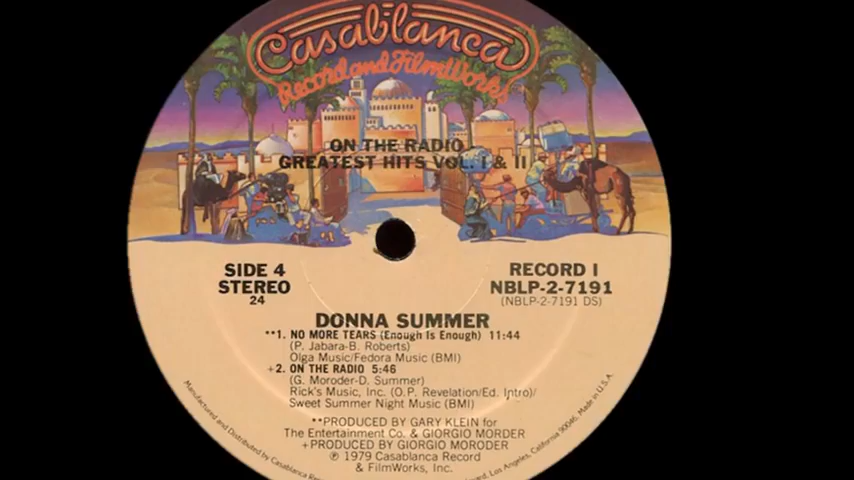 Casablanca
Record and FilmWorks
ON THE RADIO
GREATEST HITS VOL. I & II
SIDE 4
STEREO
24
RECORD I
NBLP-2-7191
(NBLP-2-7191 DS)
DONNA SUMMER
**1. NO MORE TEARS (Enough Is Enough) 11:44
(P. Jabara-B. Roberts)
Olga Music/Fedora Music (BMI)
+2. ON THE RADIO 5:46
(G. Moroder-D. Summer)
Rick's Music, Inc. (O.P. Revelation/Ed. Intro)/
Sweet Summer Night Music (BMI)
**PRODUCED BY GARY KLEIN for
The Entertainment Co. & GIORGIO MORDER
+PRODUCED BY GIORGIO MORODER
℗ 1979 Casablanca Record
& FilmWorks, Inc.
Manufactured and Distributed by Casablanca Reco
Los Angeles, California 90046. Made in U.S.A.